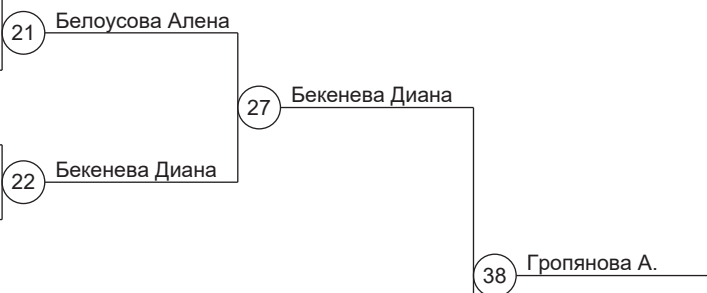 21 Белоусова Алена
27 Бекенева Диана
22 Бекенева Диана
38 Гропянова А.